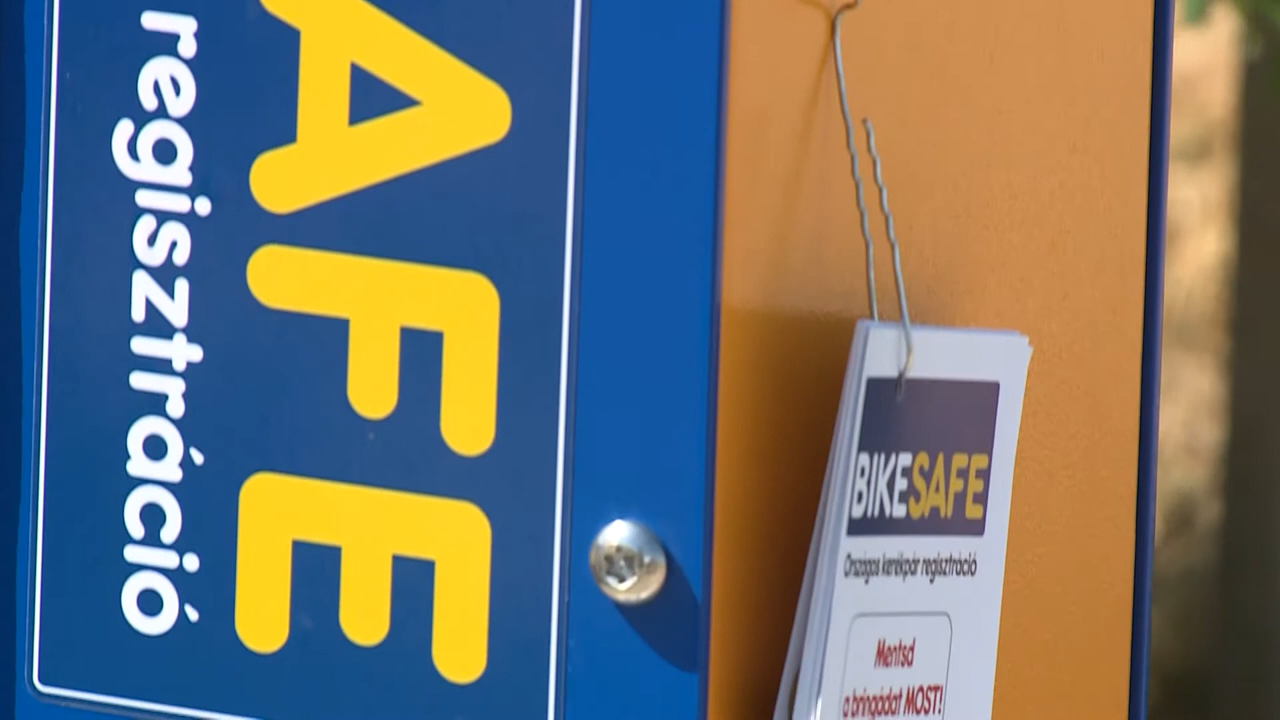 AFE
regisztráció
BIKESAFE
Országos kerékpár regisztráció
Mentsd
a bringádat MOST!